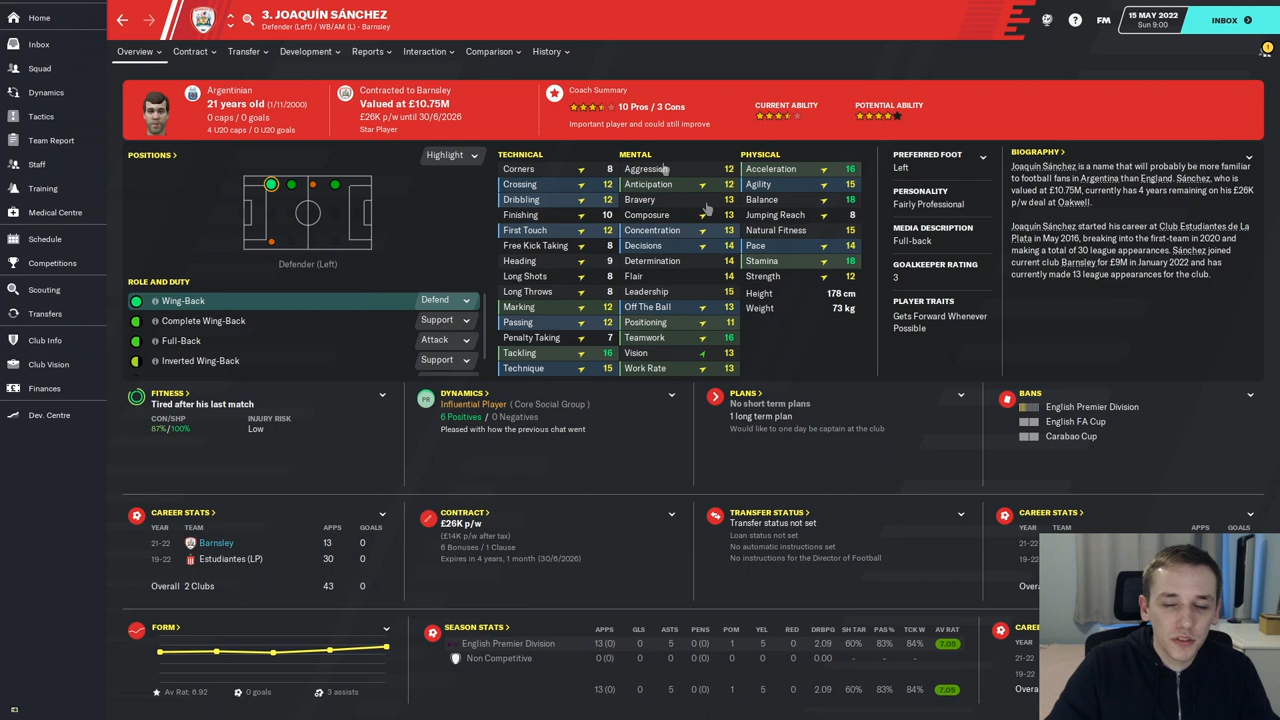 Home
Inbox
Squad
Dynamics
Tactics
Team Report
Staff
Training
Medical Centre
Schedule
Competitions
Scouting
Transfers
Club Info
Club Vision
Finances
Dev. Centre
3. JOAQUÍN SÁNCHEZ
Defender (Left) / WB/AM (L) - Barnsley
FM
15 MAY 2022
Sun 9:00
INBOX
1
Overview
Contract
Transfer
Development
Reports
Interaction
Comparison
History
Argentinian
21 years old (1/11/2000)
0 caps / 0 goals
4 U20 caps / 0 U20 goals
Contracted to Barnsley
Valued at £10.75M
£26K p/w until 30/6/2026
Star Player
Coach Summary
10 Pros / 3 Cons
Important player and could still improve
CURRENT ABILITY
POTENTIAL ABILITY
POSITIONS >
Highlight
Defender (Left)
ROLE AND DUTY
Wing-Back Defend
Complete Wing-Back Support
Full-Back Attack
Inverted Wing-Back Support
TECHNICAL
Corners 8
Crossing 12
Dribbling 12
Finishing 10
First Touch 12
Free Kick Taking 8
Heading 9
Long Shots 8
Long Throws 8
Marking 12
Passing 12
Penalty Taking 7
Tackling 16
Technique 15
MENTAL
Aggression 12
Anticipation 12
Bravery 13
Composure 13
Concentration 13
Decisions 14
Determination 14
Flair 14
Leadership 15
Off The Ball 13
Positioning 11
Teamwork 16
Vision 13
Work Rate 13
PHYSICAL
Acceleration 16
Agility 15
Balance 18
Jumping Reach 8
Natural Fitness 15
Pace 14
Stamina 18
Strength 12
Height 178 cm
Weight 73 kg
PREFERRED FOOT
Left
PERSONALITY
Fairly Professional
MEDIA DESCRIPTION
Full-back
GOALKEEPER RATING
3
PLAYER TRAITS
Gets Forward Whenever
Possible
BIOGRAPHY >
Joaquín Sánchez is a name that will probably be more familiar
to football fans in Argentina than England. Sánchez, who is
valued at £10.75M, currently has 4 years remaining on his £26K
p/w deal at Oakwell.
Joaquín Sánchez started his career at Club Estudiantes de La
Plata in May 2016, breaking into the first-team in 2020 and
making a total of 30 league appearances. Sánchez joined
current club Barnsley for £9M in January 2022 and has
currently made 13 league appearances for the club.
FITNESS >
Tired after his last match
CON/SHP
87%/100%
INJURY RISK
Low
DYNAMICS >
PR
Influential Player ( Core Social Group )
6 Positives / 0 Negatives
Pleased with how the previous chat went
PLANS >
No short term plans
1 long term plan
Would like to one day be captain at the club
BANS
English Premier Division
English FA Cup
Carabao Cup
CAREER STATS >
YEAR TEAM APPS GOALS
21-22 Barnsley 13 0
19-22 Estudiantes (LP) 30 0
Overall 2 Clubs 43 0
CONTRACT >
£26K p/w
(£14K p/w after tax)
6 Bonuses / 1 Clause
Expires in 4 years, 1 month (30/6/2026)
TRANSFER STATUS >
Transfer status not set
Loan status not set
No automatic instructions set
No instructions for the Director of Football
CAREER STATS >
YEAR TEAM APPS GOALS
21-22
19-22
FORM >
Av Rat: 6.92
0 goals
3 assists
SEASON STATS
APPS GLS ASTS PENS POM YEL RED DRBPG SH TAR PAS % TCK W AV RAT
English Premier Division 13 (0) 0 5 0 (0) 1 5 0 2.09 60% 83% 84% 7.05
Non Competitive 0 (0) 0 0 0 (0) 0 0 0 0.00 - - - -
13 (0) 0 5 0 (0) 1 5 0 2.09 60% 83% 84% 7.05
YEAR
21-22
19-22